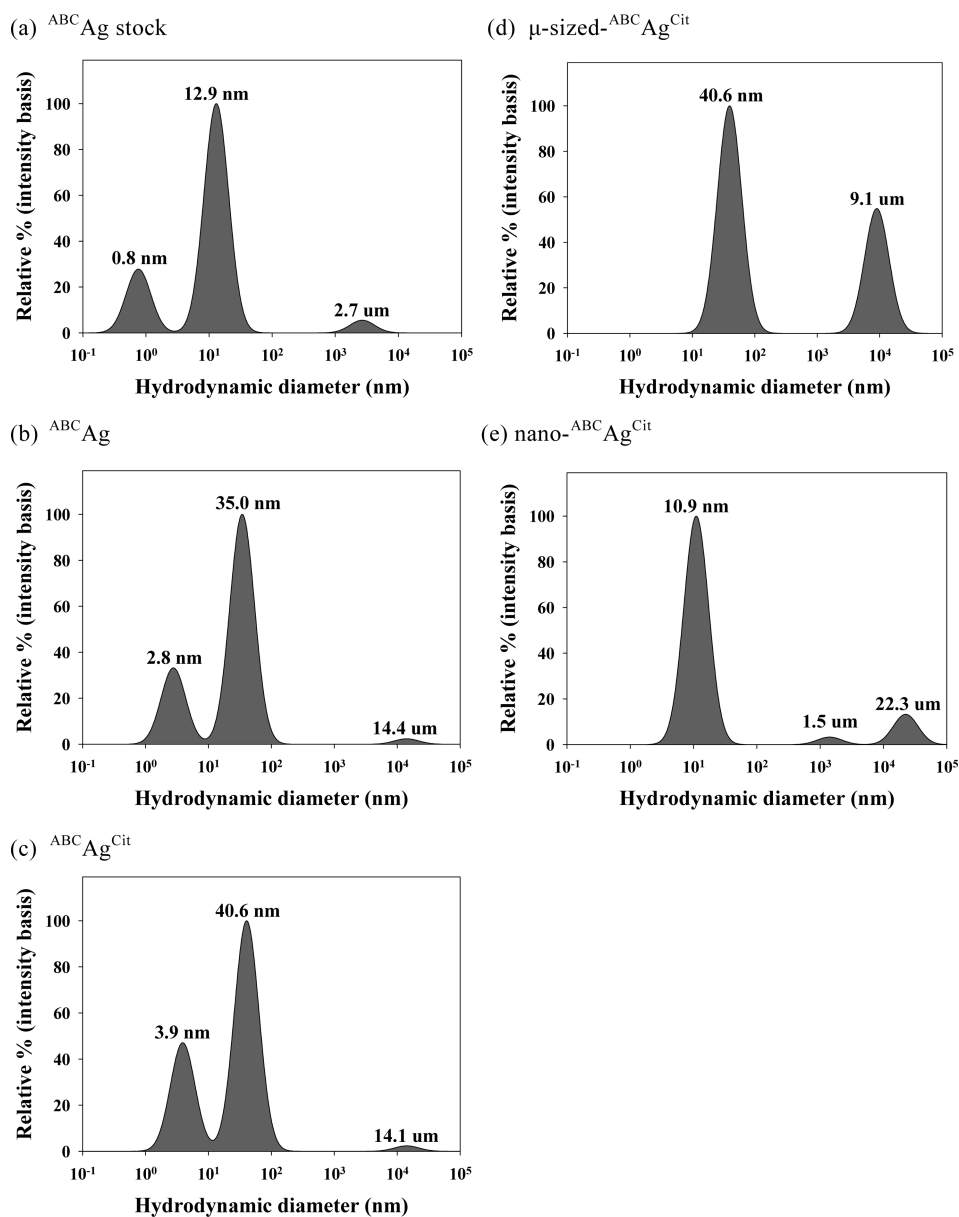 (a) ᴬᴮᶜAg stock
Relative % (intensity basis)
100
80
60
40
20
0
0.8 nm
12.9 nm
2.7 um
10⁻¹ 10⁰ 10¹ 10² 10³ 10⁴ 10⁵
Hydrodynamic diameter (nm)
(d) μ-sized-ᴬᴮᶜAgᶜⁱᵗ
Relative % (intensity basis)
100
80
60
40
20
0
40.6 nm
9.1 um
10⁻¹ 10⁰ 10¹ 10² 10³ 10⁴ 10⁵
Hydrodynamic diameter (nm)
(b) ᴬᴮᶜAg
Relative % (intensity basis)
100
80
60
40
20
0
2.8 nm
35.0 nm
14.4 um
10⁻¹ 10⁰ 10¹ 10² 10³ 10⁴ 10⁵
Hydrodynamic diameter (nm)
(e) nano-ᴬᴮᶜAgᶜⁱᵗ
Relative % (intensity basis)
100
80
60
40
20
0
10.9 nm
1.5 um
22.3 um
10⁻¹ 10⁰ 10¹ 10² 10³ 10⁴ 10⁵
Hydrodynamic diameter (nm)
(c) ᴬᴮᶜAgᶜⁱᵗ
Relative % (intensity basis)
100
80
60
40
20
0
3.9 nm
40.6 nm
14.1 um
10⁻¹ 10⁰ 10¹ 10² 10³ 10⁴ 10⁵
Hydrodynamic diameter (nm)